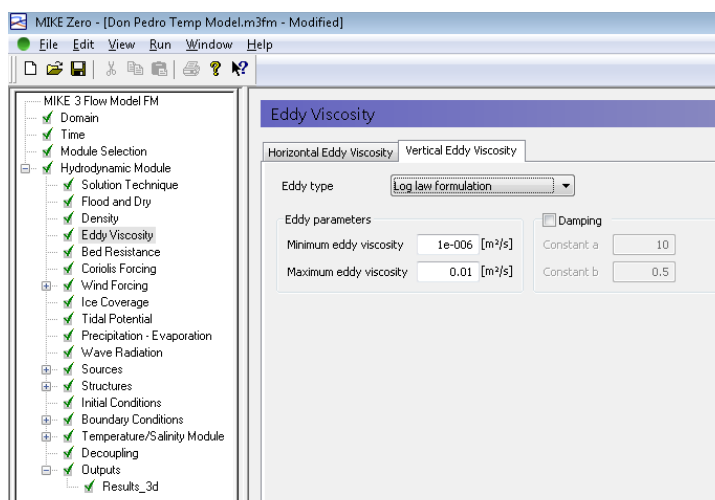 MIKE Zero - [Don Pedro Temp Model.m3fm - Modified]
File Edit View Run Window Help
MIKE 3 Flow Model FM
Domain
Time
Module Selection
Hydrodynamic Module
Solution Technique
Flood and Dry
Density
Eddy Viscosity
Bed Resistance
Coriolis Forcing
Wind Forcing
Ice Coverage
Tidal Potential
Precipitation - Evaporation
Wave Radiation
Sources
Structures
Initial Conditions
Boundary Conditions
Temperature/Salinity Module
Decoupling
Outputs
Results_3d
Eddy Viscosity
Horizontal Eddy Viscosity Vertical Eddy Viscosity
Eddy type Log law formulation
Eddy parameters Damping
Minimum eddy viscosity 1e-006 [m²/s] Constant a 10
Maximum eddy viscosity 0.01 [m²/s] Constant b 0.5